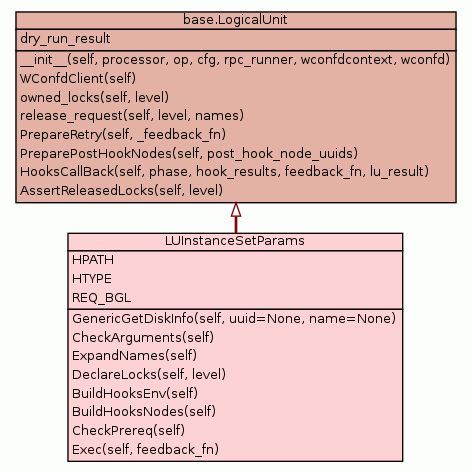 base.LogicalUnit
dry_run_result
__init__(self, processor, op, cfg, rpc_runner, wconfdcontext, wconfd)
WConfdClient(self)
owned_locks(self, level)
release_request(self, level, names)
PrepareRetry(self, _feedback_fn)
PreparePostHookNodes(self, post_hook_node_uuids)
HooksCallBack(self, phase, hook_results, feedback_fn, lu_result)
AssertReleasedLocks(self, level)
LUInstanceSetParams
HPATH
HTYPE
REQ_BGL
GenericGetDiskInfo(self, uuid=None, name=None)
CheckArguments(self)
ExpandNames(self)
DeclareLocks(self, level)
BuildHooksEnv(self)
BuildHooksNodes(self)
CheckPrereq(self)
Exec(self, feedback_fn)